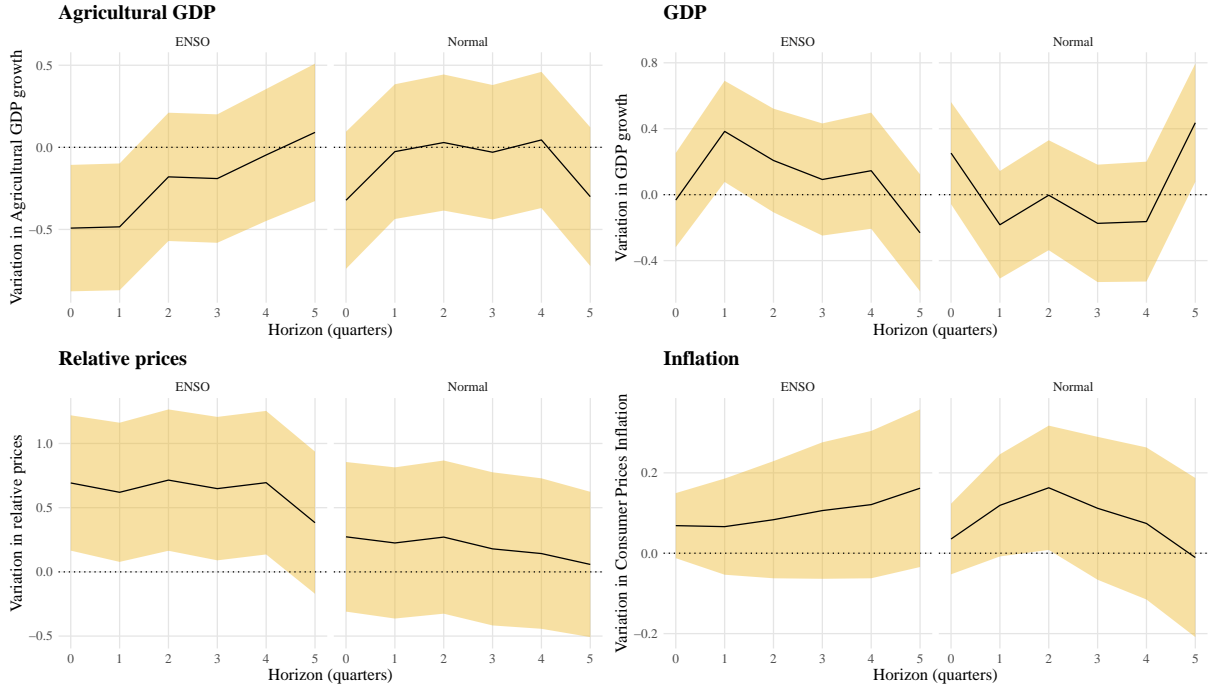 Agricultural GDP
ENSO
Normal
Variation in Agricultural GDP growth
0.5
0.0
−0.5
0 1 2 3 4 5
0 1 2 3 4 5
Horizon (quarters)
GDP
ENSO
Normal
Variation in GDP growth
0.8
0.4
0.0
−0.4
0 1 2 3 4 5
0 1 2 3 4 5
Horizon (quarters)
Relative prices
ENSO
Normal
Variation in relative prices
1.0
0.5
0.0
−0.5
0 1 2 3 4 5
0 1 2 3 4 5
Horizon (quarters)
Inflation
ENSO
Normal
Variation in Consumer Prices Inflation
0.2
0.0
−0.2
0 1 2 3 4 5
0 1 2 3 4 5
Horizon (quarters)